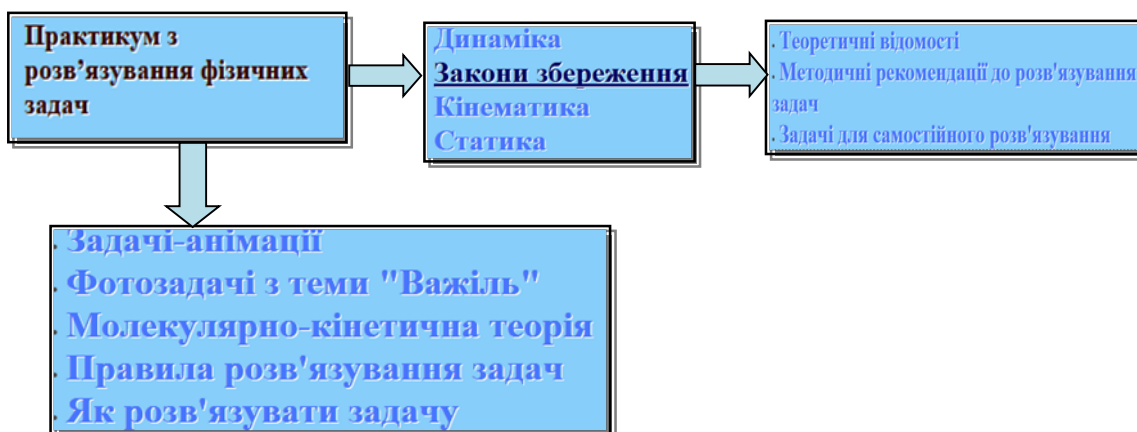 Практикум з
розв’язування фізичних
задач
Динаміка
Закони збереження
Кінематика
Статика
Теоретичні відомості
Методичні рекомендації до розв'язування
задач
Задачі для самостійного розв'язування
Задачі-анімації
Фотозадачі з теми "Важіль"
Молекулярно-кінетична теорія
Правила розв'язування задач
Як розв'язувати задачу